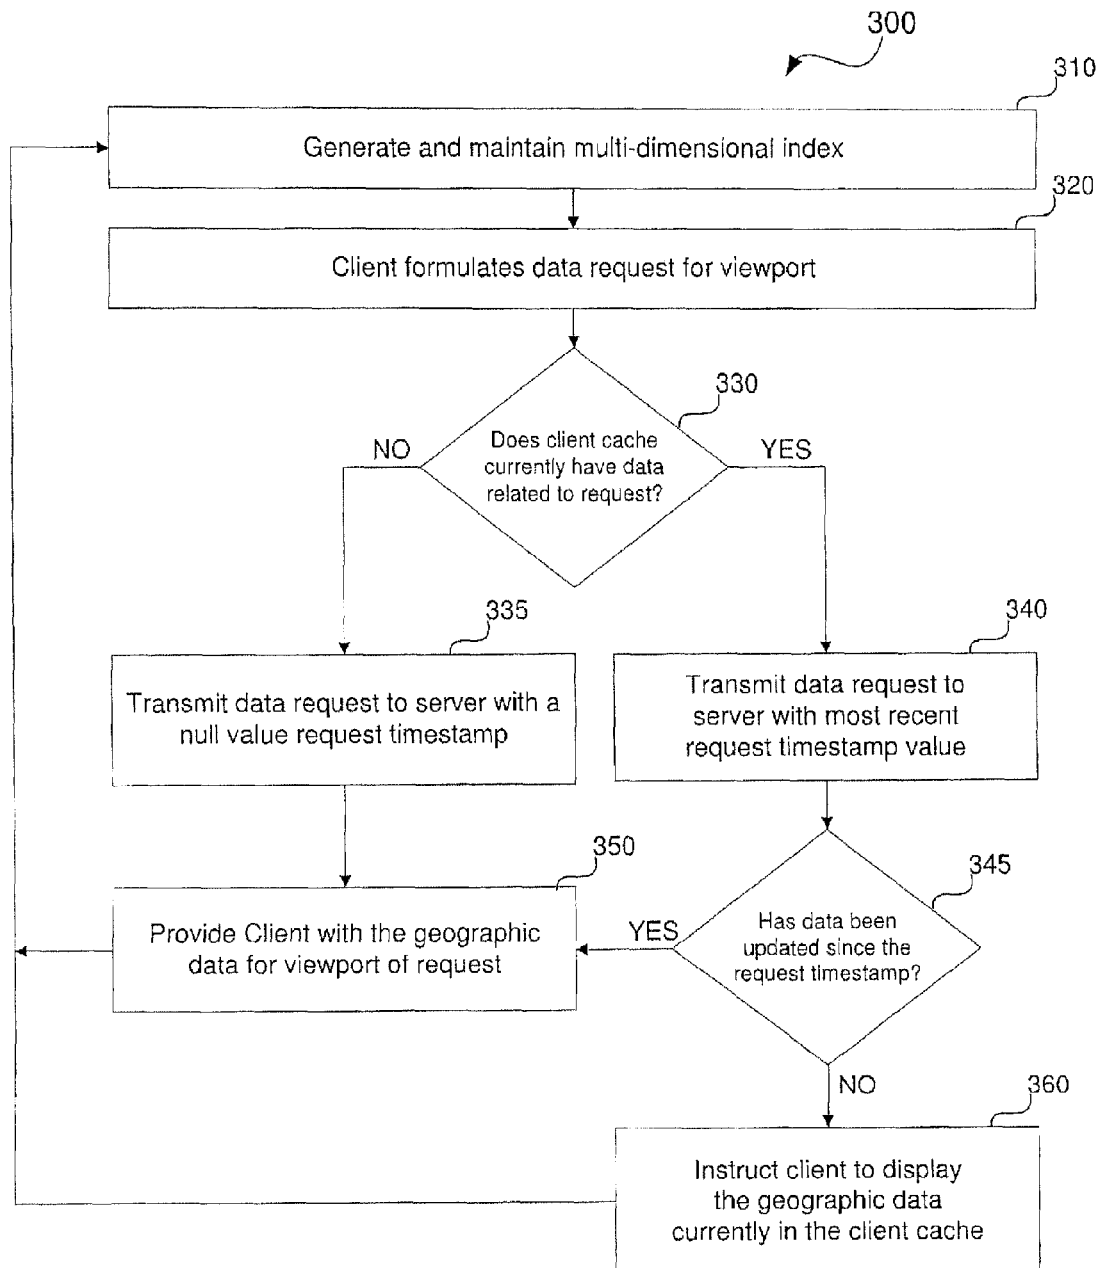 300
310
Generate and maintain multi-dimensional index
320
Client formulates data request for viewport
330
Does client cache
currently have data
related to request?
NO
YES
335
Transmit data request to server with a
null value request timestamp
340
Transmit data request to
server with most recent
request timestamp value
350
Provide Client with the geographic
data for viewport of request
YES
345
Has data been
updated since the
request timestamp?
NO
360
Instruct client to display
the geographic data
currently in the client cache